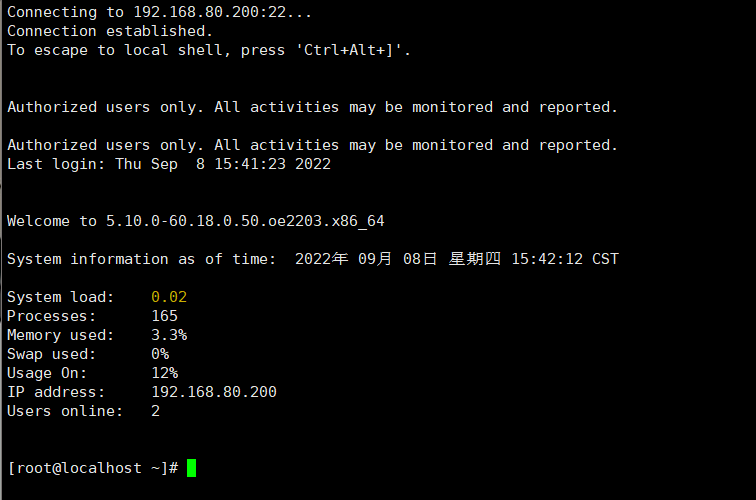 Connecting to 192.168.80.200:22...
Connection established.
To escape to local shell, press 'Ctrl+Alt+]'.
Authorized users only. All activities may be monitored and reported.
Authorized users only. All activities may be monitored and reported.
Last login: Thu Sep  8 15:41:23 2022
Welcome to 5.10.0-60.18.0.50.oe2203.x86_64
System information as of time:  2022年 09月 08日 星期四 15:42:12 CST
System load:    0.02
Processes:      165
Memory used:    3.3%
Swap used:      0%
Usage On:       12%
IP address:     192.168.80.200
Users online:   2
[root@localhost ~]#